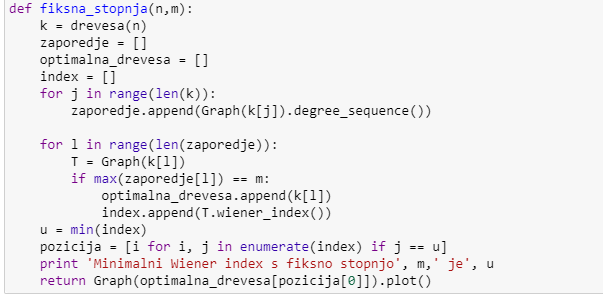 def fiksna_stopnja(n,m):
    k = drevesa(n)
    zaporedje = []
    optimalna_drevesa = []
    index = []
    for j in range(len(k)):
        zaporedje.append(Graph(k[j]).degree_sequence())

    for l in range(len(zaporedje)):
        T = Graph(k[l])
        if max(zaporedje[l]) == m:
            optimalna_drevesa.append(k[l])
            index.append(T.wiener_index())
    u = min(index)
    pozicija = [i for i, j in enumerate(index) if j == u]
    print 'Minimalni Wiener index s fiksno stopnjo', m,' je', u
    return Graph(optimalna_drevesa[pozicija[0]]).plot()